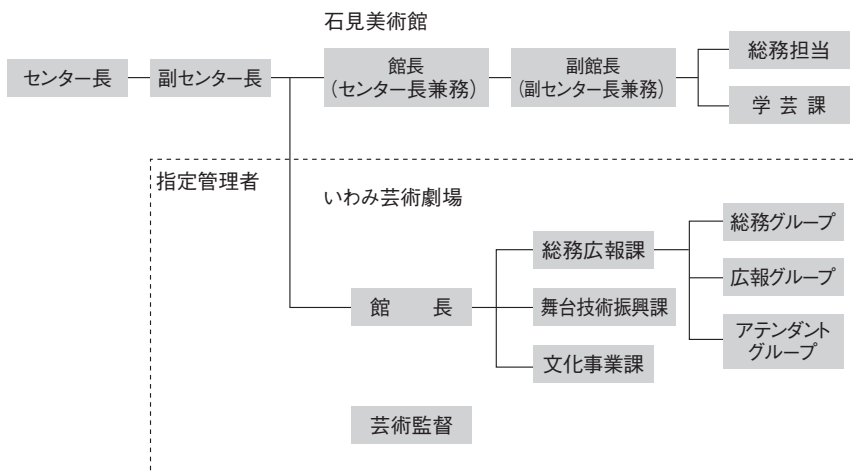 石見美術館
センター長
副センター長
館長
（センター長兼務）
副館長
（副センター長兼務）
総務担当
学 芸 課
指定管理者
いわみ芸術劇場
館　　長
総務広報課
舞台技術振興課
文化事業課
総務グループ
広報グループ
アテンダント
グループ
芸術監督